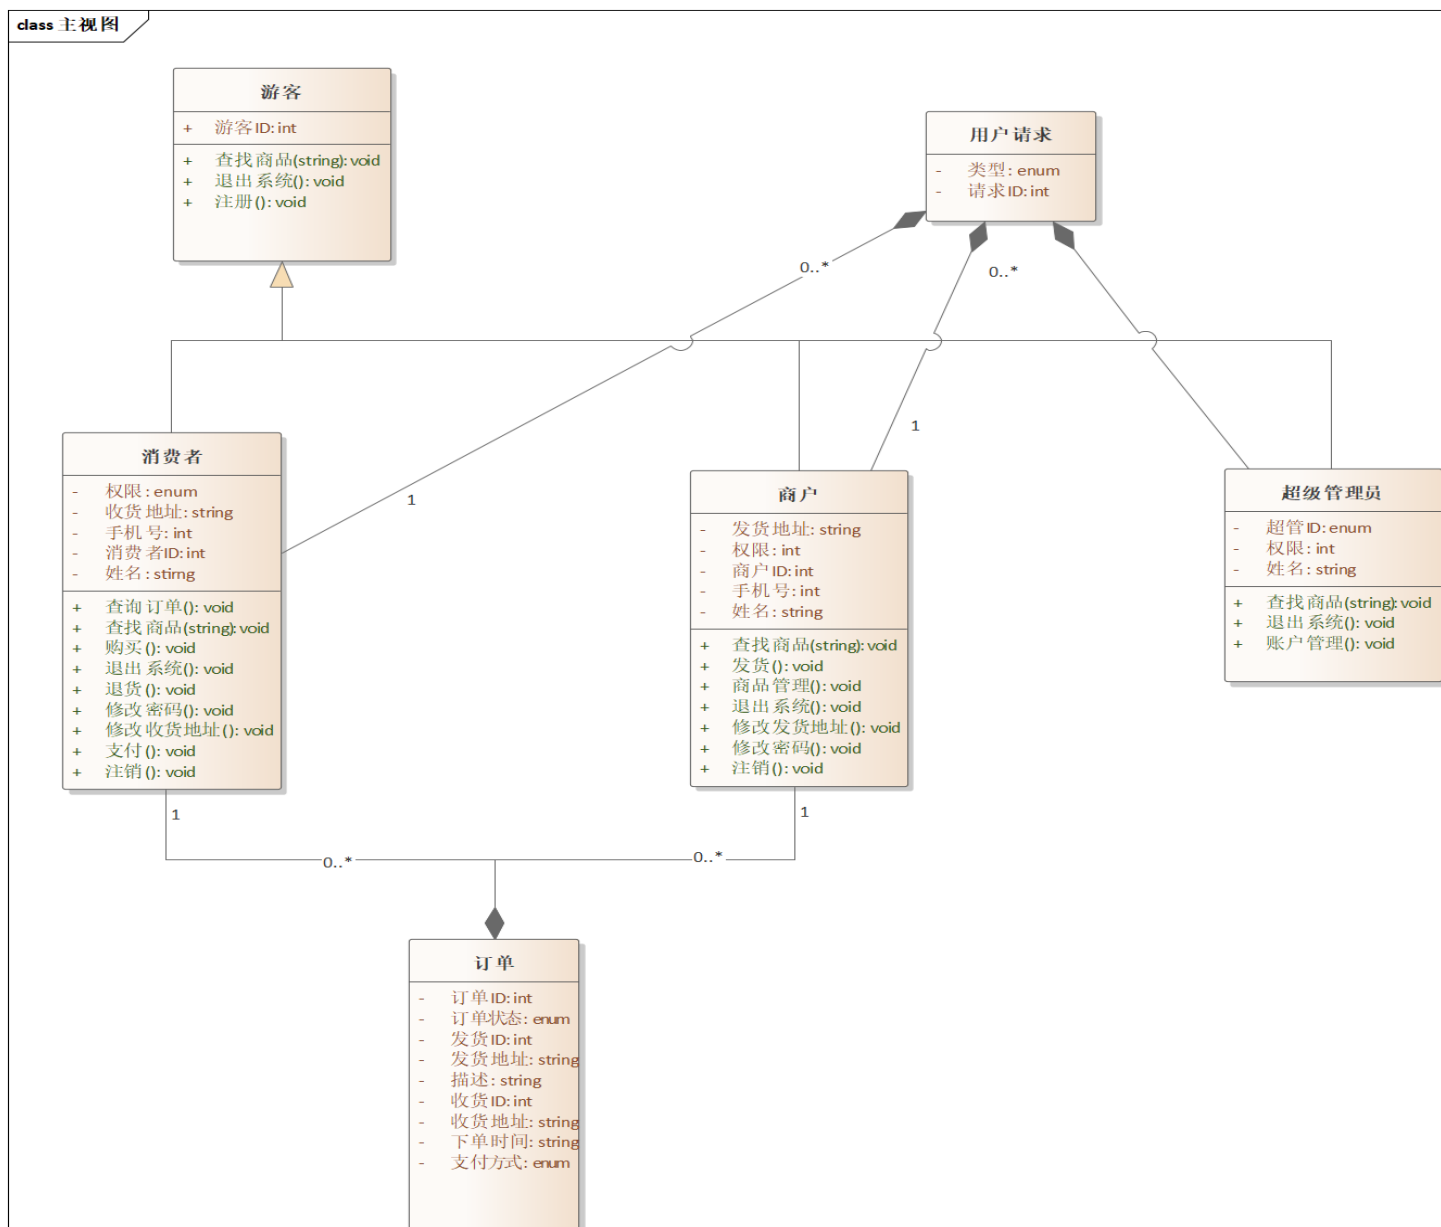 class 主视图
游客
+ 游客ID: int
+ 查找商品(string): void
+ 退出系统(): void
+ 注册(): void
用户请求
- 类型: enum
- 请求ID: int
0..*
0..*
1
1
消费者
- 权限: enum
- 收货地址: string
- 手机号: int
- 消费者ID: int
- 姓名: stirng
+ 查询订单(): void
+ 查找商品(string): void
+ 购买(): void
+ 退出系统(): void
+ 退货(): void
+ 修改密码(): void
+ 修改收货地址(): void
+ 支付(): void
+ 注销(): void
商户
- 发货地址: string
- 权限: int
- 商户ID: int
- 手机号: int
- 姓名: string
+ 查找商品(string): void
+ 发货(): void
+ 商品管理(): void
+ 退出系统(): void
+ 修改发货地址(): void
+ 修改密码(): void
+ 注销(): void
超级管理员
- 超管ID: enum
- 权限: int
- 姓名: string
+ 查找商品(string): void
+ 退出系统(): void
+ 账户管理(): void
1
1
0..*
0..*
订单
- 订单ID: int
- 订单状态: enum
- 发货ID: int
- 发货地址: string
- 描述: string
- 收货ID: int
- 收货地址: string
- 下单时间: string
- 支付方式: enum